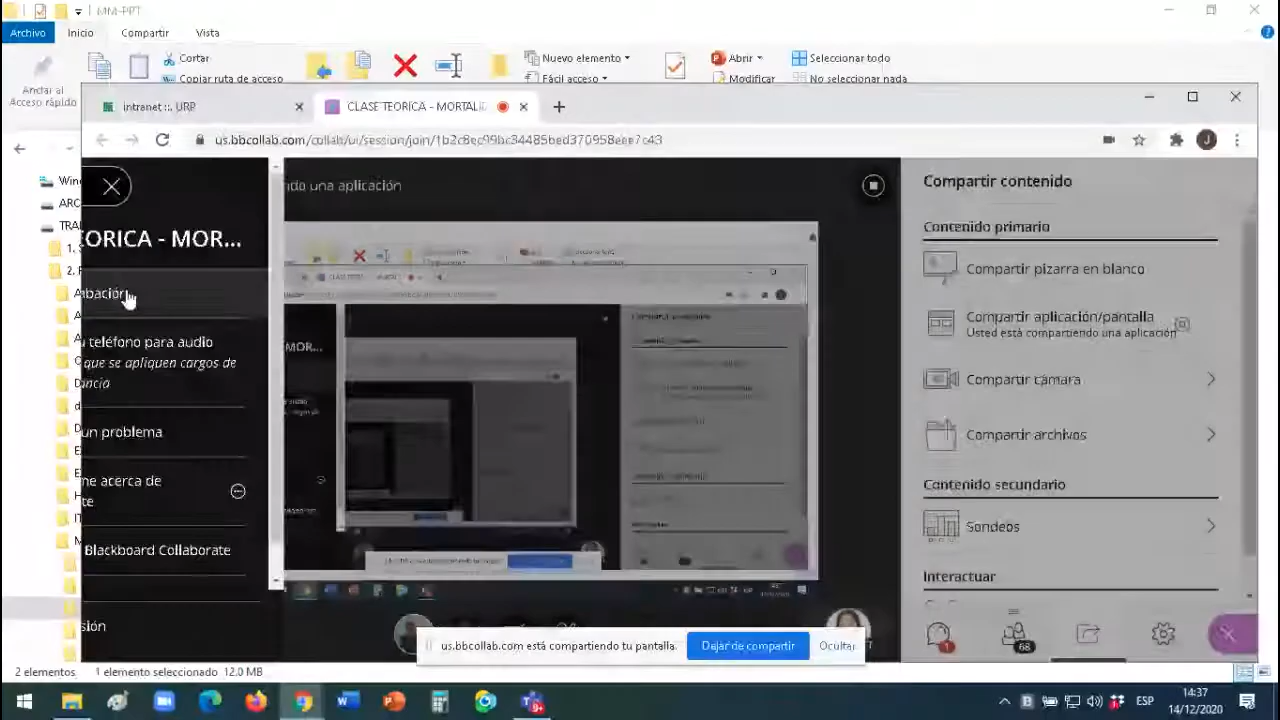 MM-PPT
Archivo
Inicio
Compartir
Vista
Cortar
Nuevo elemento
Abrir
Seleccionar todo
Copiar ruta de acceso
Fácil acceso
Modificar
No seleccionar nada
Anclar al
Acceso rápido
intranet ::. URP
CLASE TEORICA - MORTALI
us.bbcollab.com/collab/ui/session/join/1b2c8ec99bc34485bed370958eee7c43
ndo una aplicación
Compartir contenido
ORICA - MOR...
Contenido primario
Compartir pizarra en blanco
Compartir aplicación/pantalla
Usted está compartiendo una aplicación
teléfono para audio
que se apliquen cargos de
Compartir cámara
un problema
Compartir archivos
ne acerca de
te
Contenido secundario
Sondeos
Blackboard Collaborate
Interactuar
sión
68
us.bbcollab.com está compartiendo tu pantalla.
Dejar de compartir
Ocultar
2 elementos
1 elemento seleccionado 12.0 MB
ESP
14:37
14/12/2020